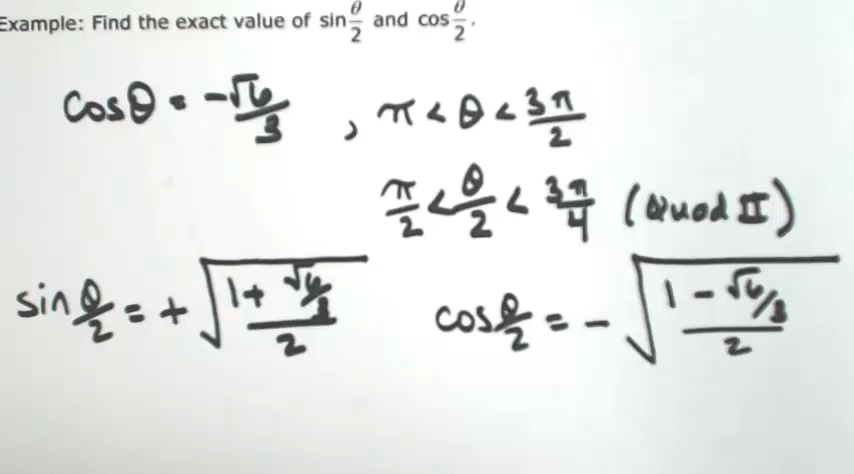 Example: Find the exact value of sin θ/2 and cos θ/2.
cosθ = -√6/3 , π < θ < 3π/2
π/2 < θ/2 < 3π/4 (Quad II)
sin θ/2 = + √((1 + √6/3)/2) cos θ/2 = - √((1 - √6/3)/2)